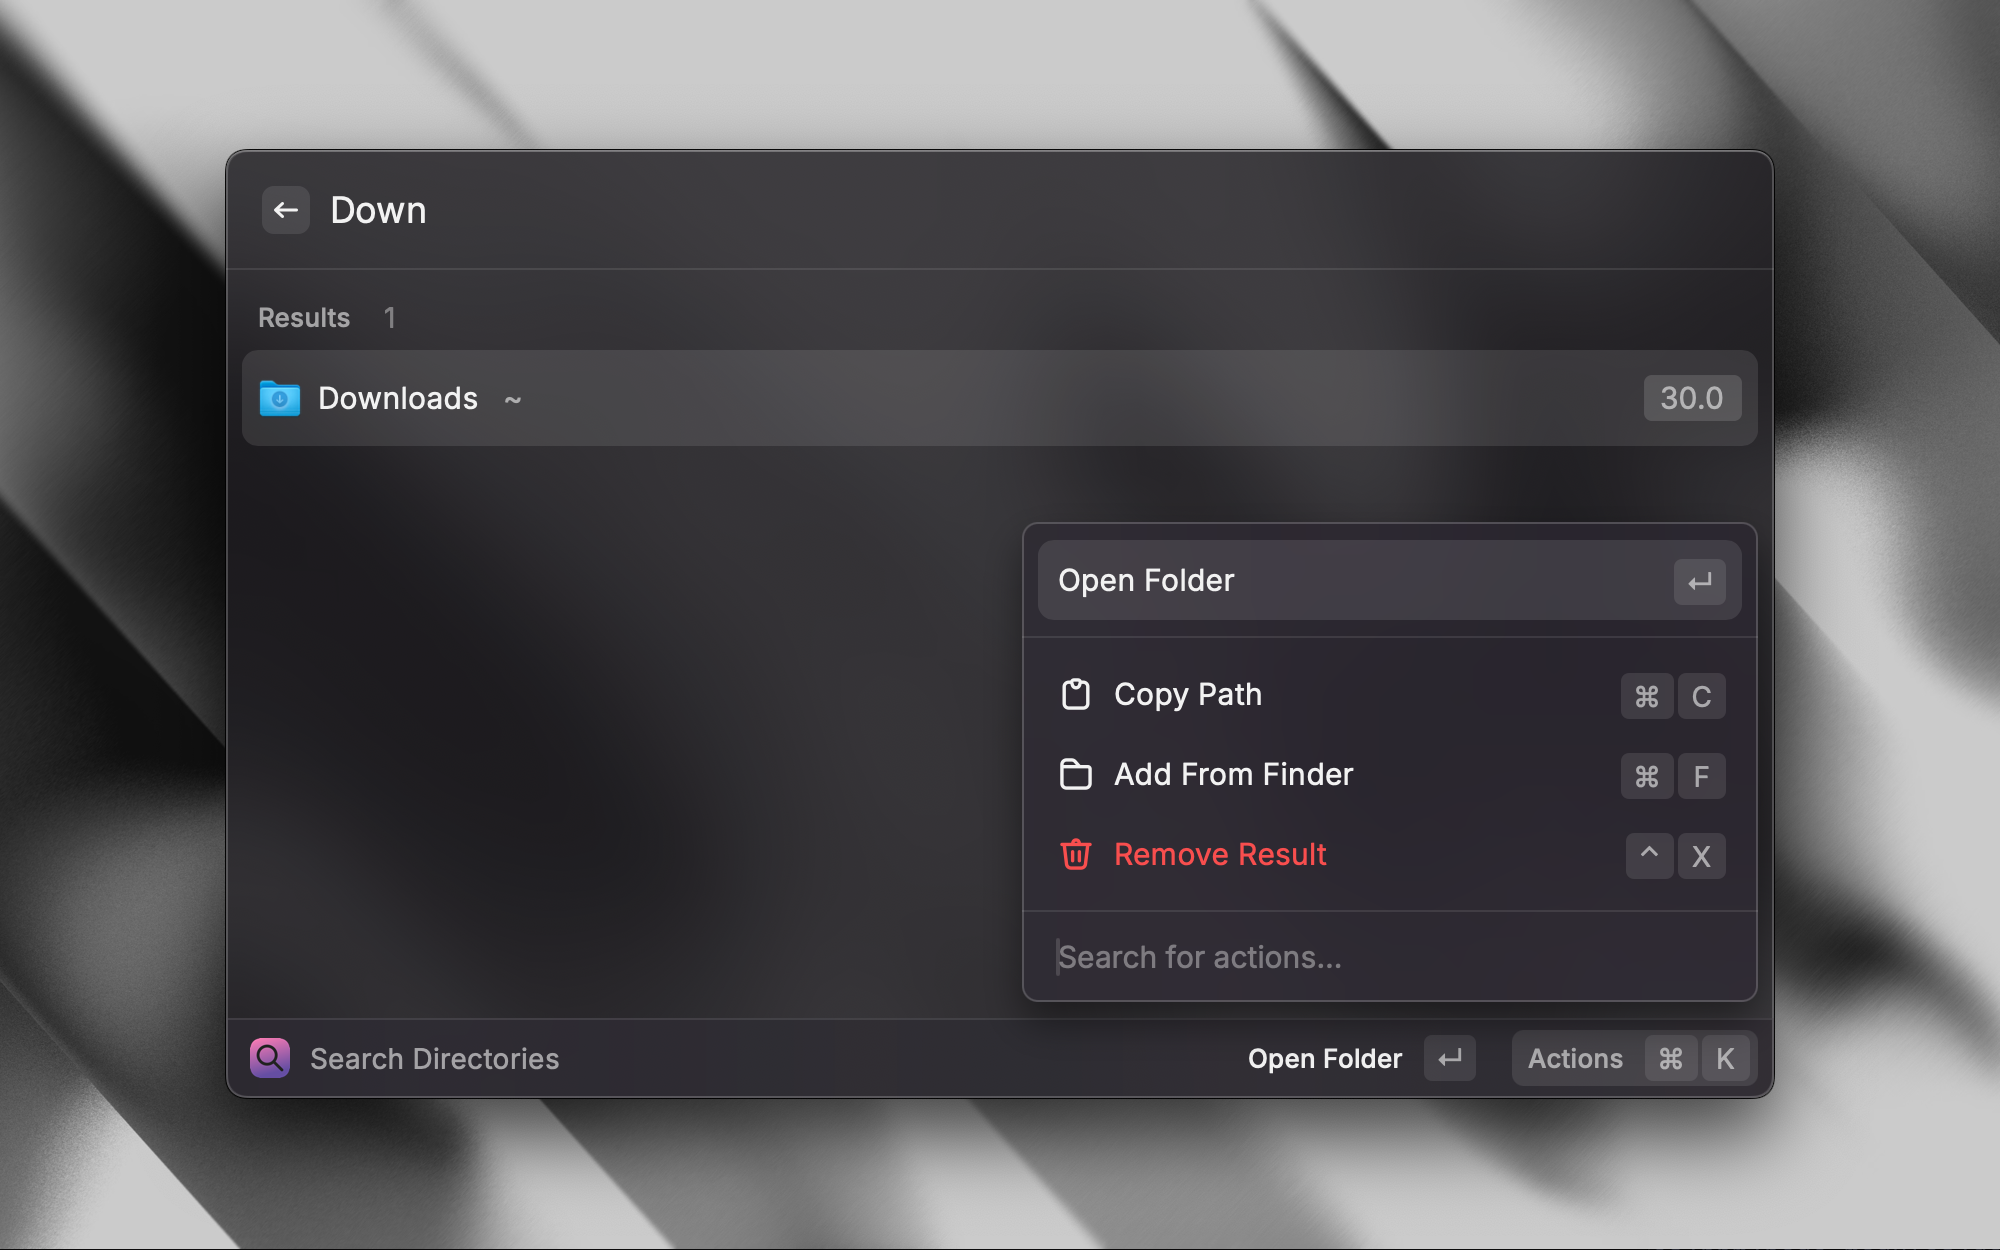 Down
Results 1
Downloads ~ 30.0
Open Folder ↵
Copy Path ⌘ C
Add From Finder ⌘ F
Remove Result ^ X
Search for actions...
Search Directories Open Folder ↵ Actions ⌘ K